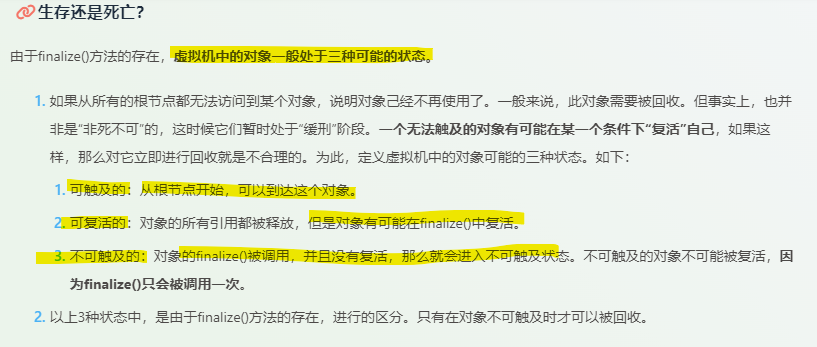 生存还是死亡?
由于finalize()方法的存在，虚拟机中的对象一般处于三种可能的状态。
1. 如果从所有的根节点都无法访问到某个对象，说明对象己经不再使用了。一般来说，此对象需要被回收。但事实上，也并
非是“非死不可”的，这时候它们暂时处于“缓刑”阶段。一个无法触及的对象有可能在某一个条件下“复活”自己，如果这
样，那么对它立即进行回收就是不合理的。为此，定义虚拟机中的对象可能的三种状态。如下：
1. 可触及的：从根节点开始，可以到达这个对象。
2. 可复活的：对象的所有引用都被释放，但是对象有可能在finalize()中复活。
3. 不可触及的：对象的finalize()被调用，并且没有复活，那么就会进入不可触及状态。不可触及的对象不可能被复活，因
为finalize()只会被调用一次。
2. 以上3种状态中，是由于finalize()方法的存在，进行的区分。只有在对象不可触及时才可以被回收。